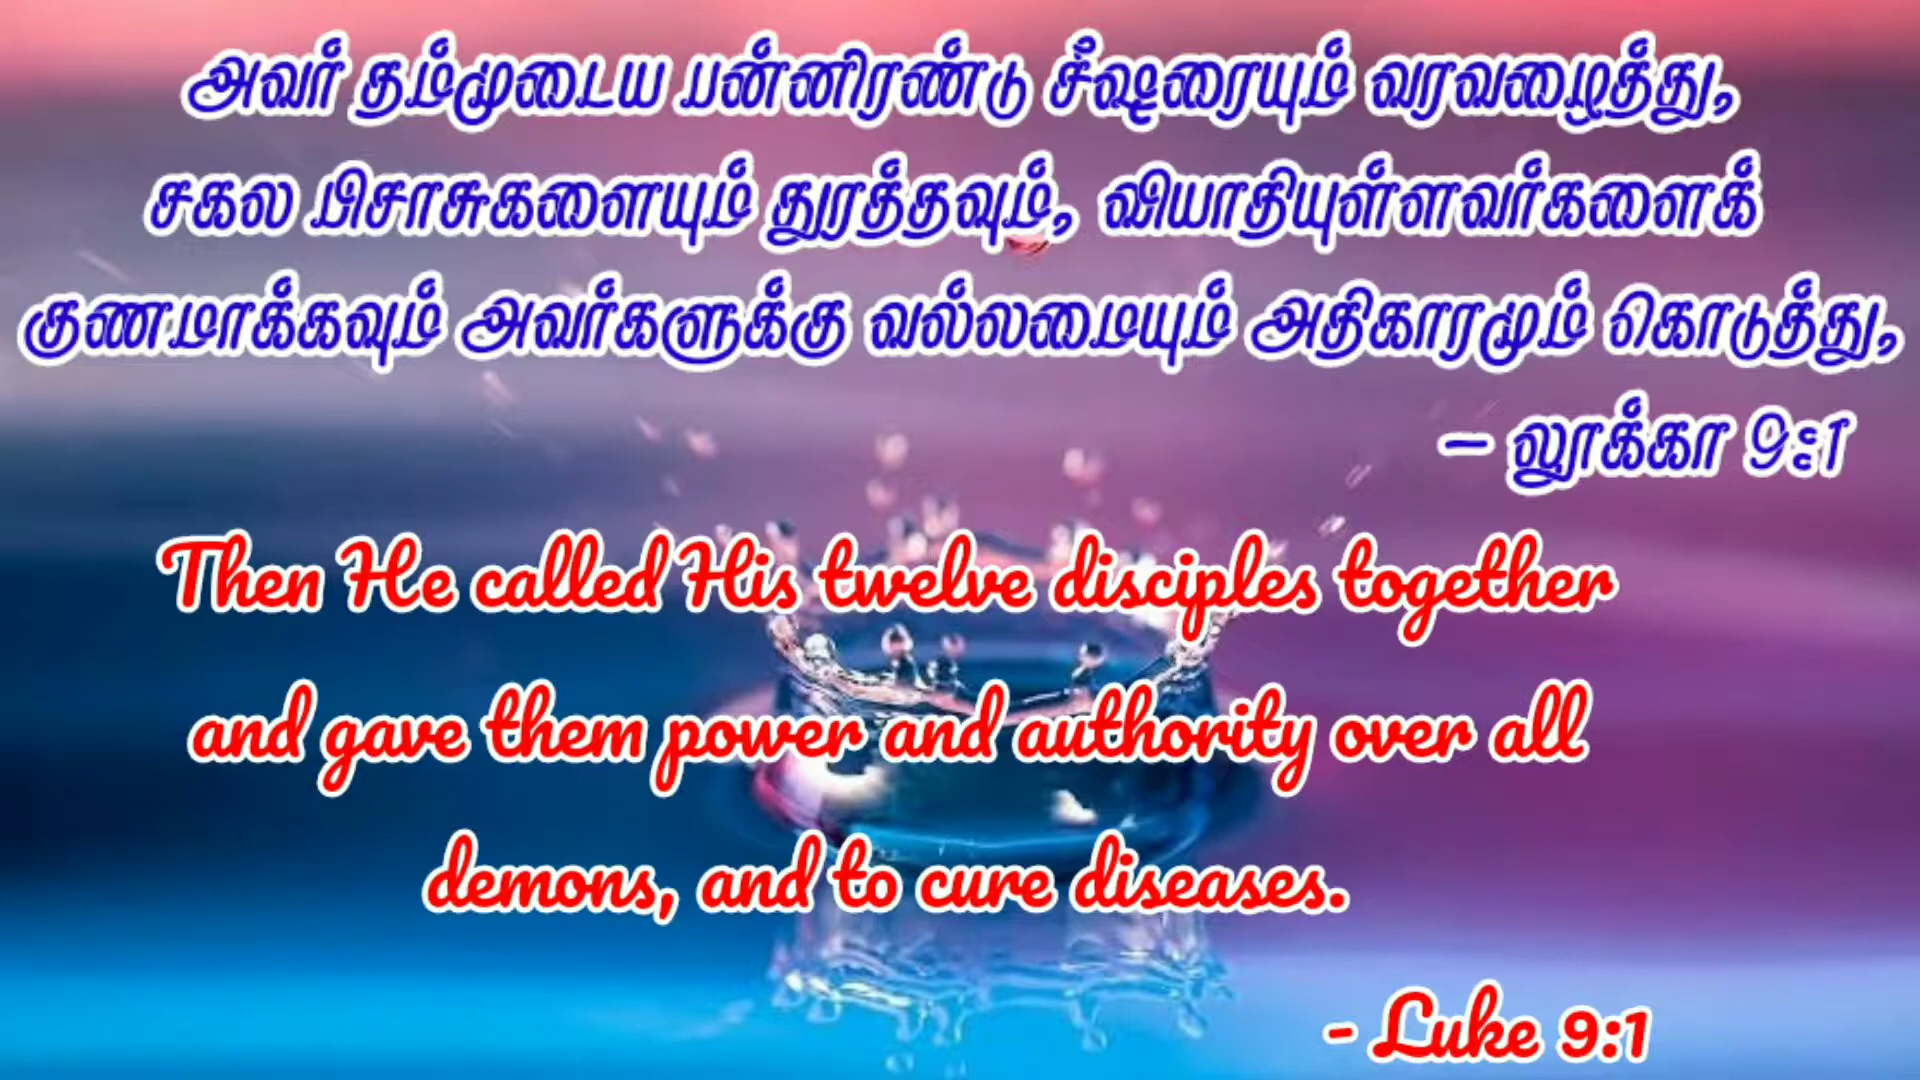 அவர் தம்முடைய பன்னிரண்டு சீஷரையும் வரவழைத்து,
சகல பிசாசுகளையும் துரத்தவும், வியாதியுள்ளவர்களைக்
குணமாக்கவும் அவர்களுக்கு வல்லமையும் அதிகாரமும் கொடுத்து,
– லூக்கா 9:1
Then He called His twelve disciples together
and gave them power and authority over all
demons, and to cure diseases.
- Luke 9:1